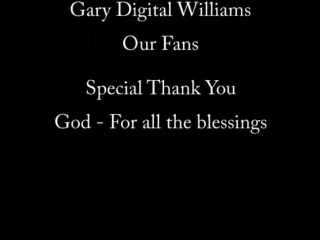 Gary Digital Williams
Our Fans
Special Thank You
God - For all the blessings